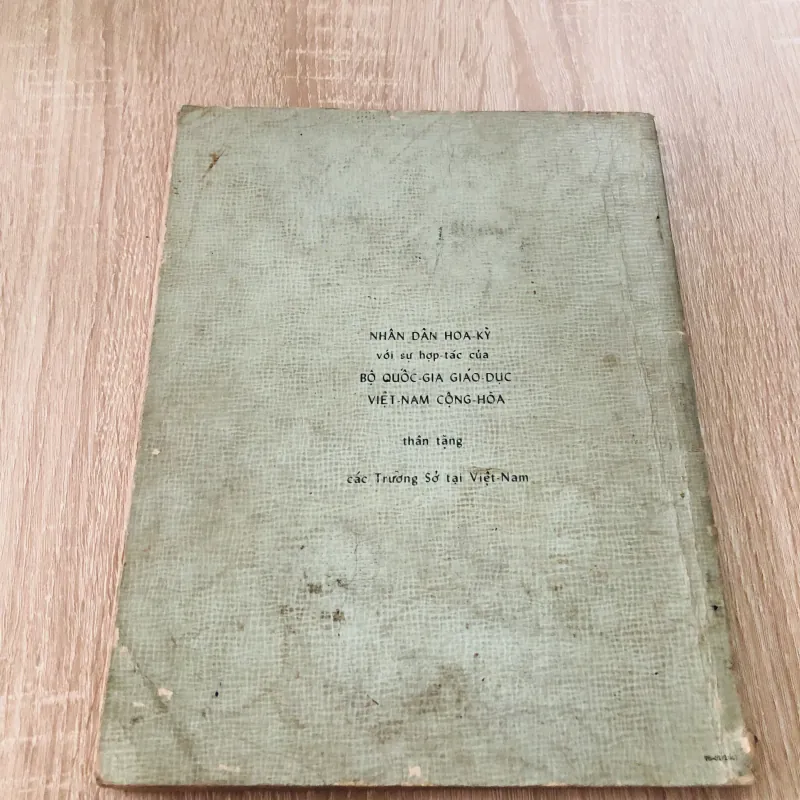 NHÂN DÂN HOA-KỲ
với sự hợp-tác của
BỘ QUỐC-GIA GIÁO-DỤC
VIỆT-NAM CỘNG-HÒA
thân tặng
các Trường Sở tại Việt-Nam